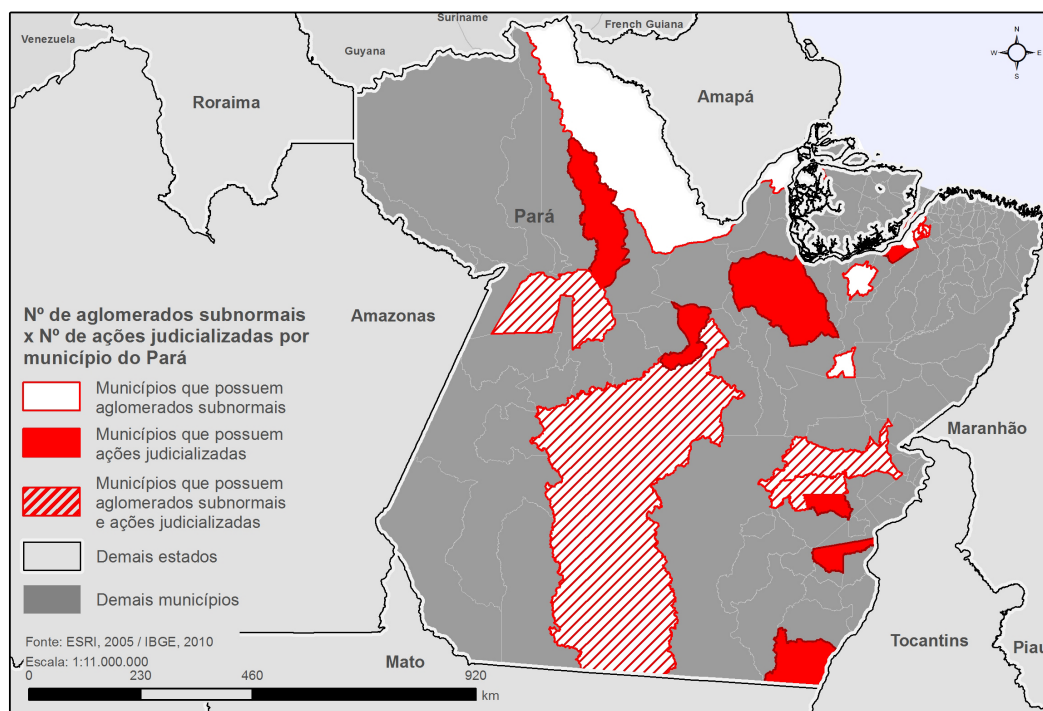 Suriname
French Guiana
Venezuela
Guyana
N
W
E
S
Roraima
Amapá
Pará
Amazonas
Nº de aglomerados subnormais
x Nº de ações judicializadas por
município do Pará
Municípios que possuem
aglomerados subnormais
Municípios que possuem
ações judicializadas
Municípios que possuem
aglomerados subnormais
e ações judicializadas
Demais estados
Demais municípios
Maranhão
Tocantins
Piau
Mato
Fonte: ESRI, 2005 / IBGE, 2010
Escala: 1:11.000.000
0 230 460 920
km